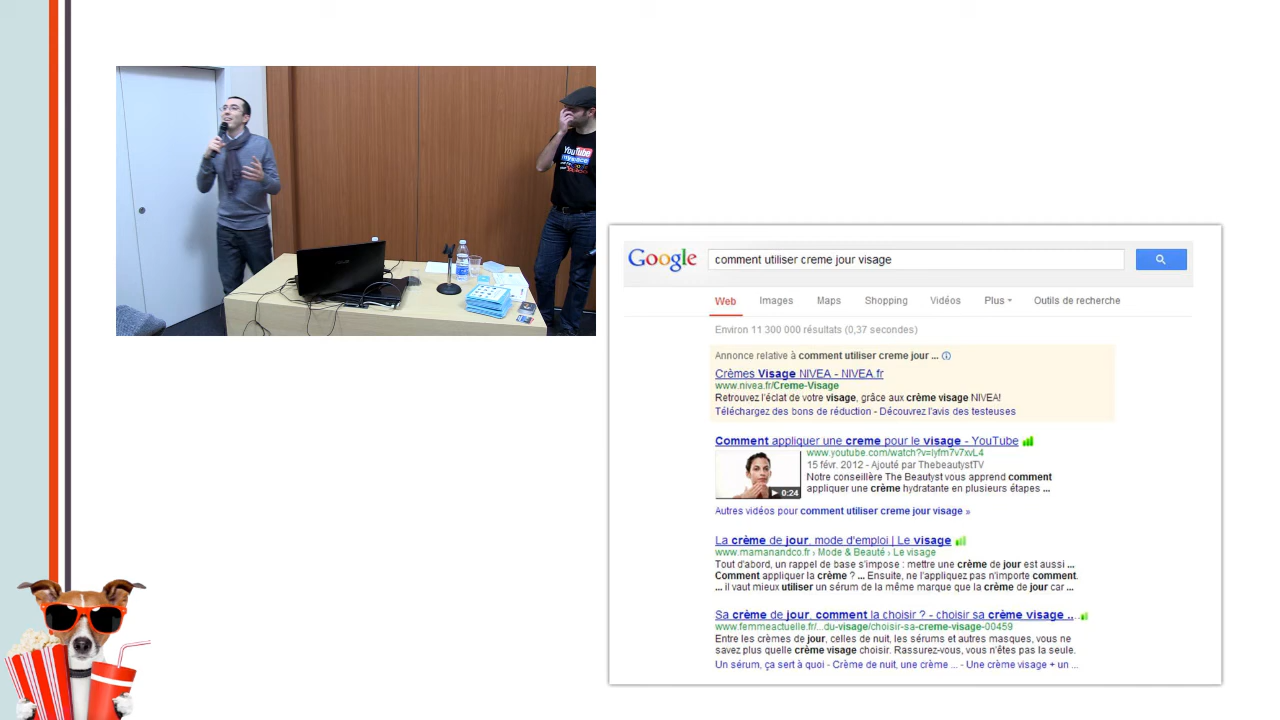 YouTube
myspace
Google
comment utiliser creme jour visage
Web Images Maps Shopping Vidéos Plus Outils de recherche
Environ 11 300 000 résultats (0,37 secondes)
Annonce relative à comment utiliser creme jour ...
Crèmes Visage NIVEA - NIVEA.fr
www.nivea.fr/Creme-Visage
Retrouvez l'éclat de votre visage, grâce aux crème visage NIVEA!
Téléchargez des bons de réduction - Découvrez l'avis des testeuses
Comment appliquer une creme pour le visage - YouTube
www.youtube.com/watch?v=lyfm7v7xvL4
15 févr. 2012 - Ajouté par ThebeautystTV
Notre conseillère The Beautyst vous apprend comment
appliquer une crème hydratante en plusieurs étapes ...
0:24
Autres vidéos pour comment utiliser creme jour visage »
La crème de jour, mode d'emploi | Le visage
www.mamanandco.fr › Mode & Beauté › Le visage
Tout d'abord, un rappel de base s'impose : mettre une crème de jour est aussi ...
Comment appliquer la crème ? ... Ensuite, ne l'appliquez pas n'importe comment.
... il vaut mieux utiliser un sérum de la même marque que la crème de jour car ...
Sa crème de jour, comment la choisir ? - choisir sa crème visage ...
www.femmeactuelle.fr/...du-visage/choisir-sa-creme-visage-00459
Entre les crèmes de jour, celles de nuit, les sérums et autres masques, vous ne
savez plus quelle crème visage choisir. Rassurez-vous, vous n'êtes pas la seule.
Un sérum, ça sert à quoi - Crème de nuit, une crème ... - Une crème visage + un ...